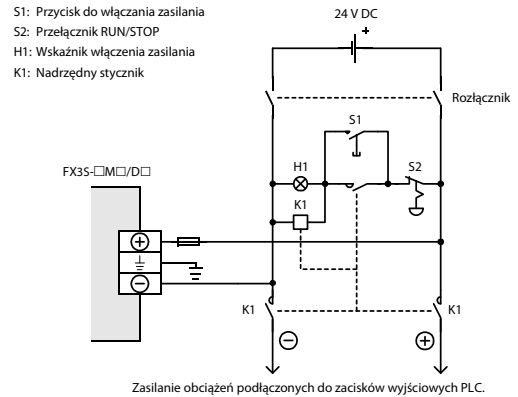 S1: Przycisk do włączania zasilania
S2: Przełącznik RUN/STOP
H1: Wskaźnik włączenia zasilania
K1: Nadrzędny stycznik
24 V DC
+
Rozłącznik
S1
FX3S-□M□/D□
H1
S2
K1
+
−
K1
K1
−
+
Zasilanie obciążeń podłączonych do zacisków wyjściowych PLC.